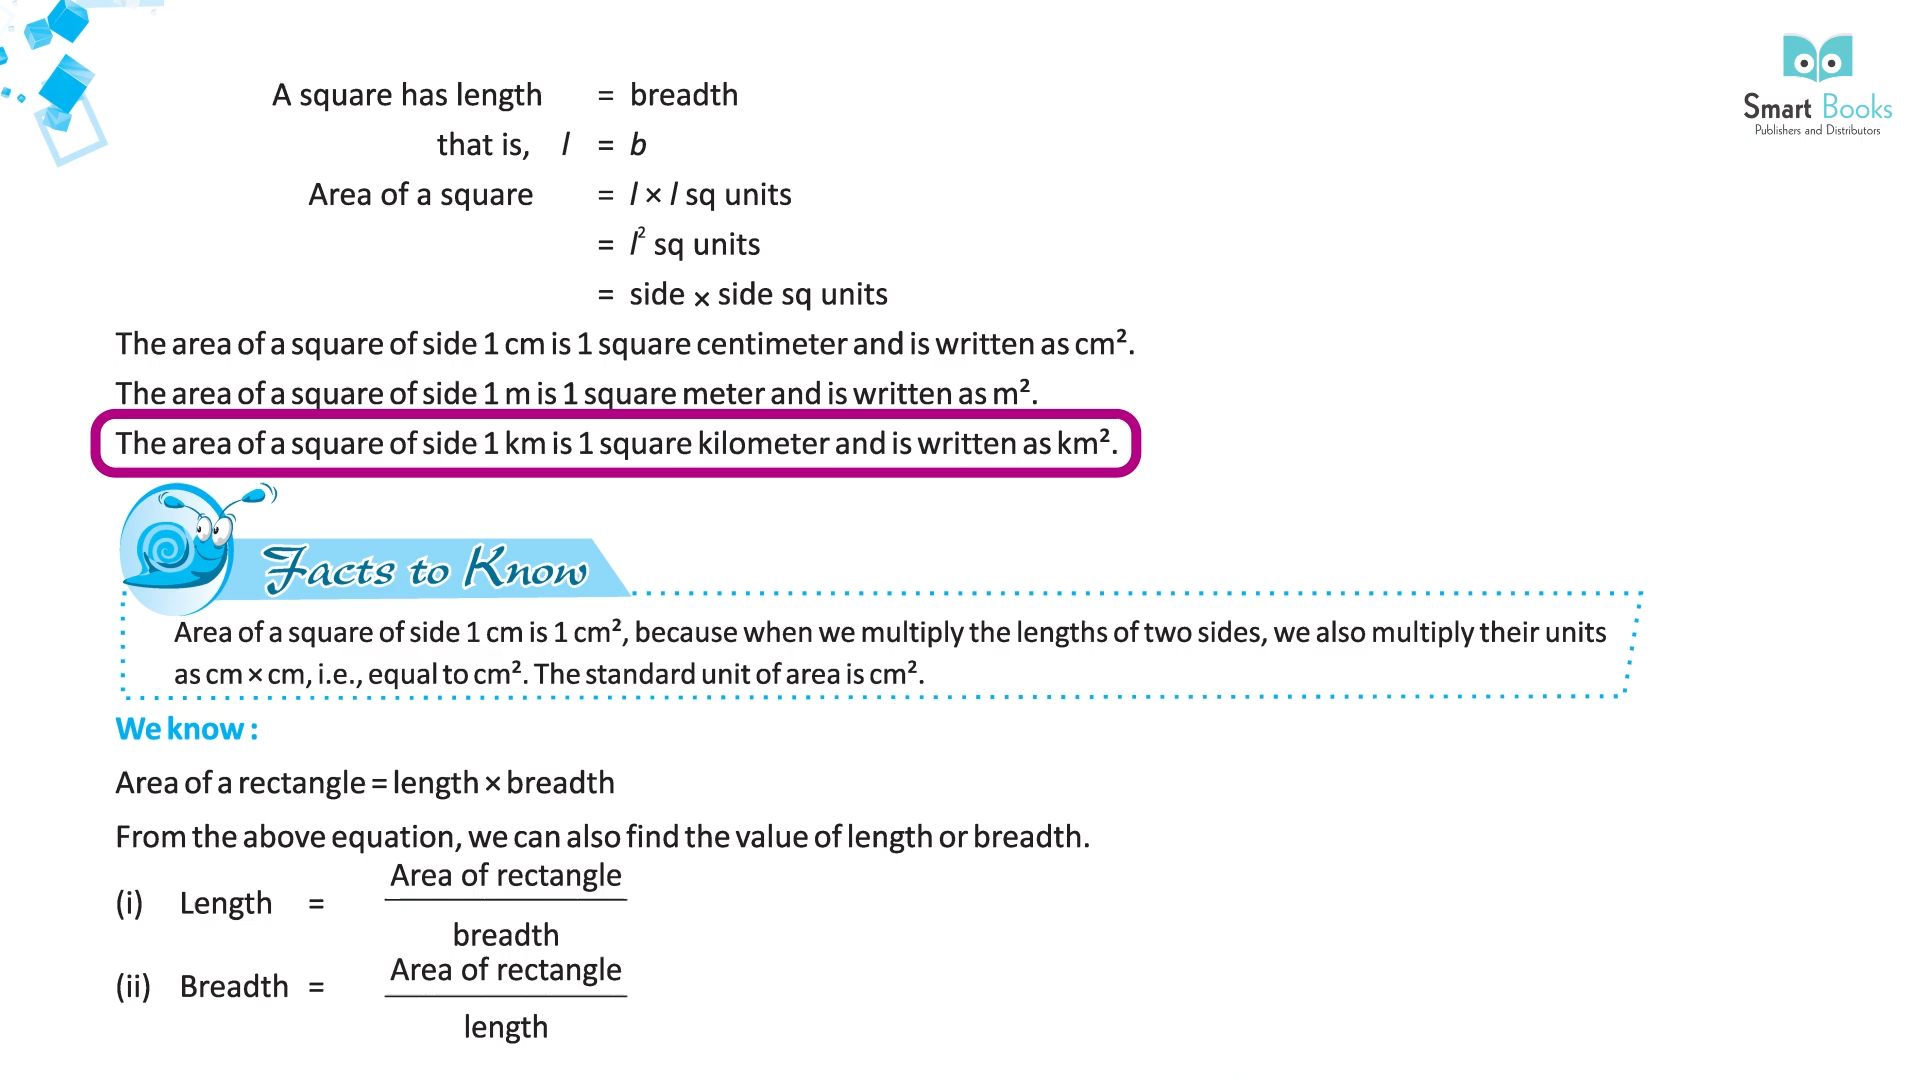 Smart Books
Publishers and Distributors
A square has length = breadth
that is, l = b
Area of a square = l × l sq units
= l² sq units
= side × side sq units
The area of a square of side 1 cm is 1 square centimeter and is written as cm².
The area of a square of side 1 m is 1 square meter and is written as m².
The area of a square of side 1 km is 1 square kilometer and is written as km².
Facts to Know
Area of a square of side 1 cm is 1 cm², because when we multiply the lengths of two sides, we also multiply their units
as cm × cm, i.e., equal to cm². The standard unit of area is cm².
We know :
Area of a rectangle = length × breadth
From the above equation, we can also find the value of length or breadth.
Area of rectangle
(i) Length =
breadth
Area of rectangle
(ii) Breadth =
length